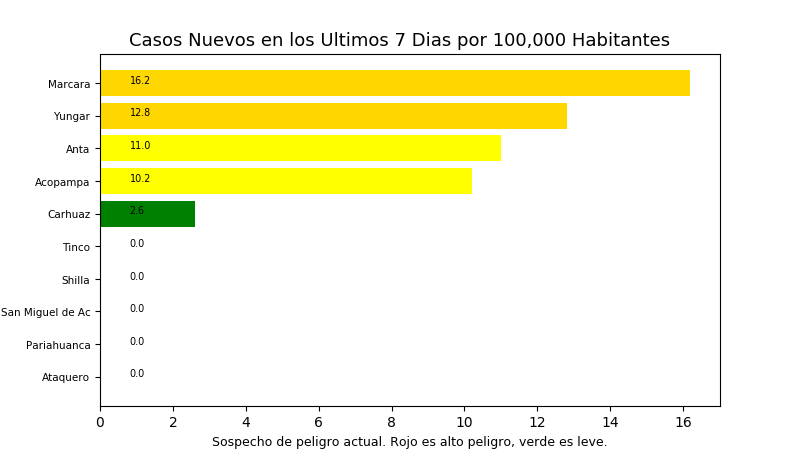 Casos Nuevos en los Ultimos 7 Dias por 100,000 Habitantes
Marcara 16.2
Yungar 12.8
Anta 11.0
Acopampa 10.2
Carhuaz 2.6
Tinco 0.0
Shilla 0.0
San Miguel de Ac 0.0
Pariahuanca 0.0
Ataquero 0.0
0 2 4 6 8 10 12 14 16
Sospecho de peligro actual. Rojo es alto peligro, verde es leve.